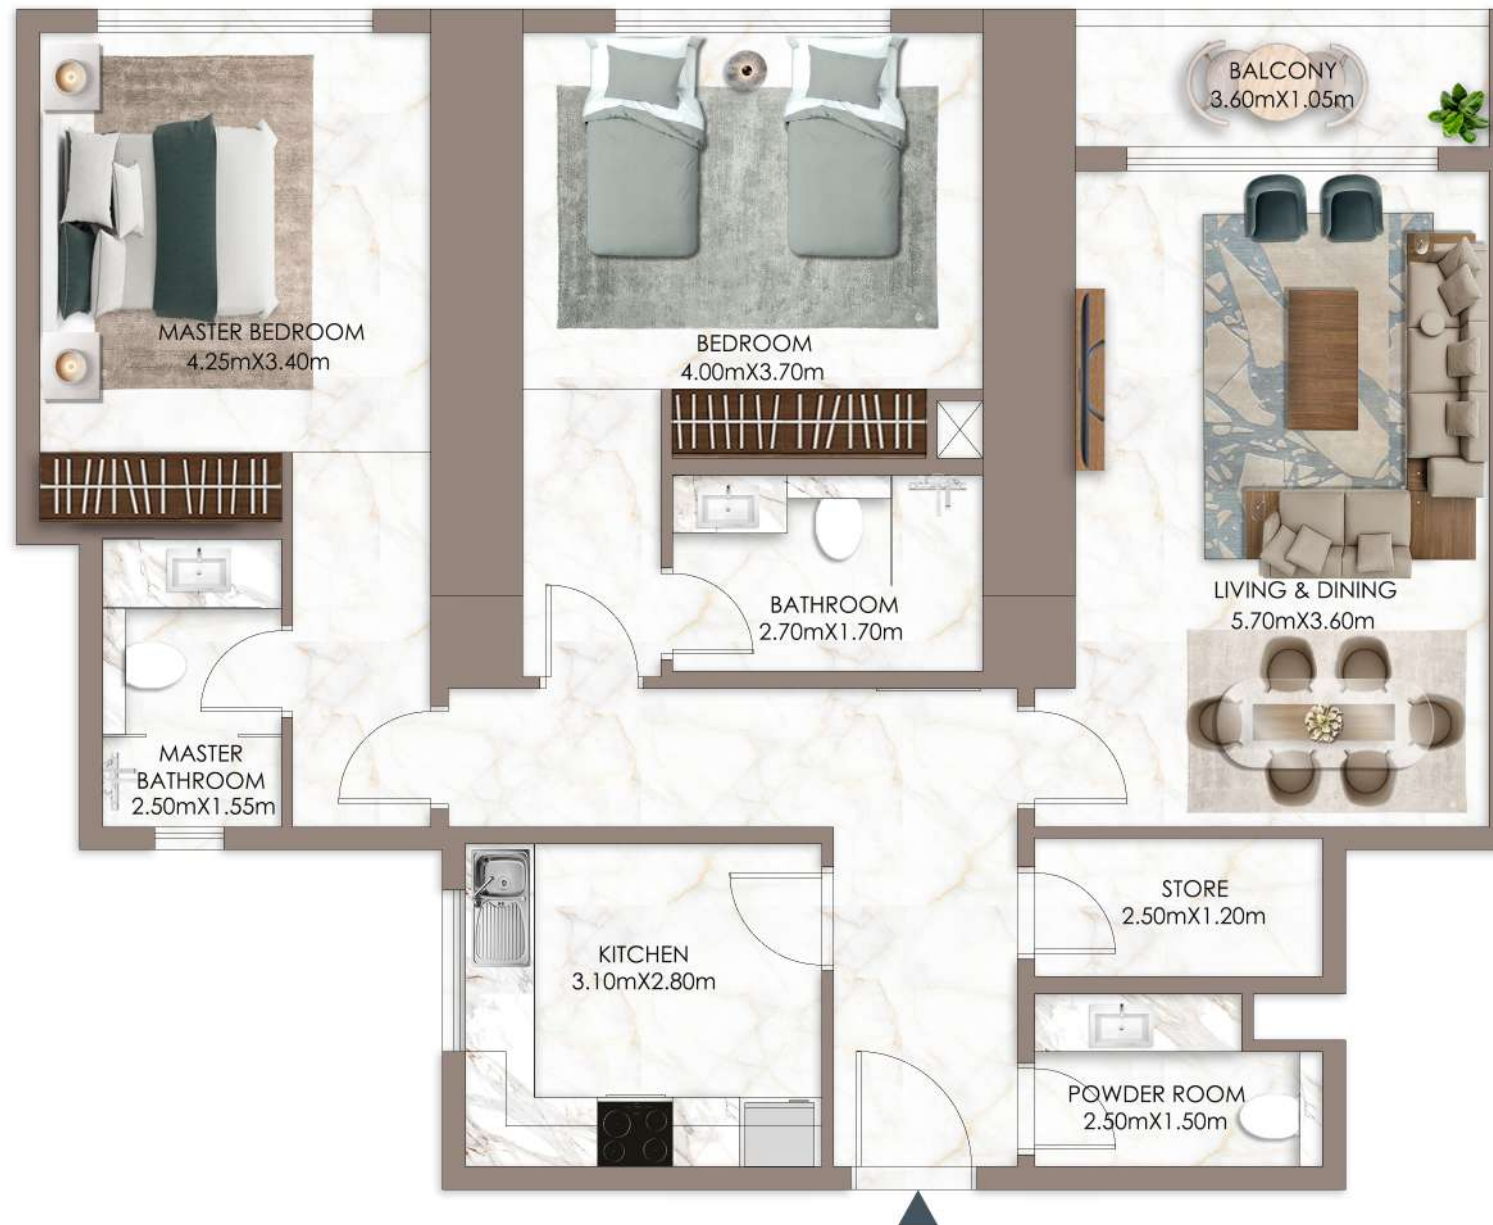 BALCONY
3.60mX1.05m
MASTER BEDROOM
4.25mX3.40m
BEDROOM
4.00mX3.70m
LIVING & DINING
5.70mX3.60m
BATHROOM
2.70mX1.70m
MASTER
BATHROOM
2.50mX1.55m
KITCHEN
3.10mX2.80m
STORE
2.50mX1.20m
POWDER ROOM
2.50mX1.50m